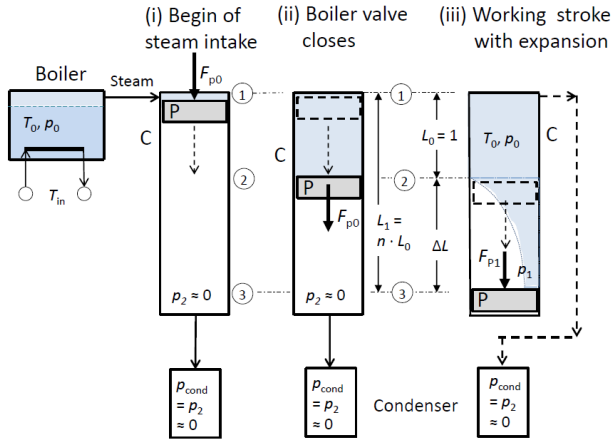 (i) Begin of
steam intake
(ii) Boiler valve
closes
(iii) Working stroke
with expansion
Boiler
Steam
T0, p0
Tin
Fp0
P
C
1
2
3
p2 ≈ 0
pcond
= p2
≈ 0
P
C
Fp0
p2 ≈ 0
pcond
= p2
≈ 0
1
2
3
L1 =
n · L0
L0 = 1
ΔL
Condenser
T0, p0
C
FP1
p1
P
pcond
= p2
≈ 0